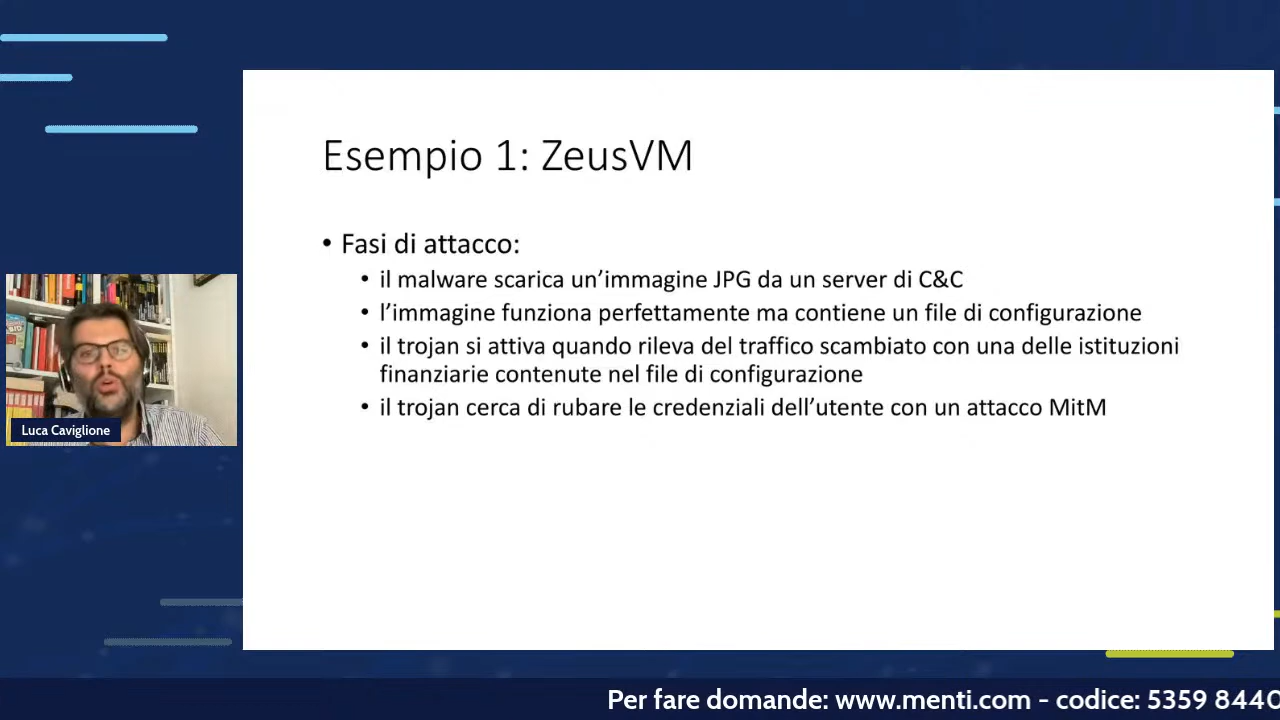 Esempio 1: ZeusVM
• Fasi di attacco:
• il malware scarica un’immagine JPG da un server di C&C
• l’immagine funziona perfettamente ma contiene un file di configurazione
• il trojan si attiva quando rileva del traffico scambiato con una delle istituzioni
finanziarie contenute nel file di configurazione
• il trojan cerca di rubare le credenziali dell’utente con un attacco MitM
Luca Caviglione
Per fare domande: www.menti.com - codice: 5359 8440